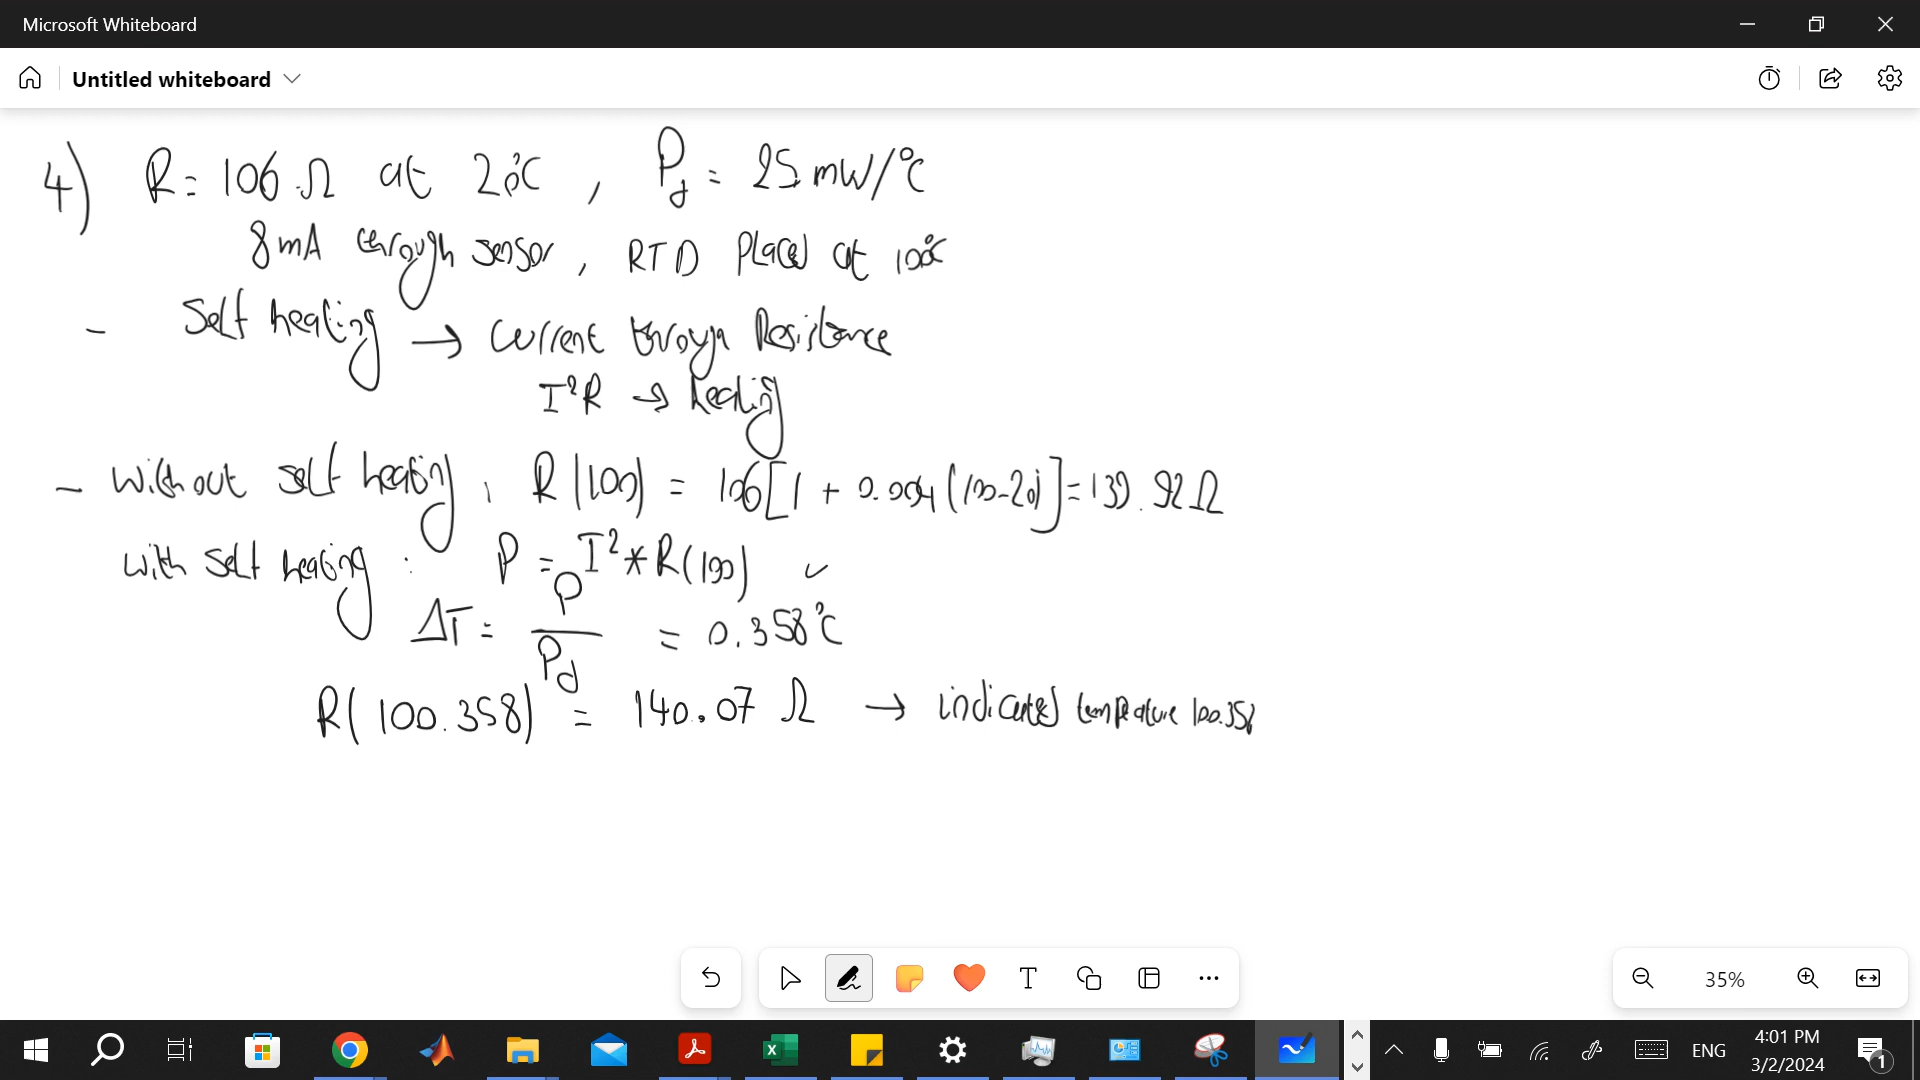 Microsoft Whiteboard
Untitled whiteboard
4) R = 106 Ω at 20°C , Pd = 25 mW/°C
8 mA through sensor , RTD Placed at 100°C
- Self heating → Current through Resistance
I²R → heating
- Without self heating : R(100) = 106[1 + 0.004(100-20)] = 139.92 Ω
With self heating : P = I² * R(100) ✓
ΔT = P / Pd = 0.358°C
R(100.358) = 140.07 Ω → indicated temperature 100.358
T
35%
ENG
4:01 PM
3/2/2024
1